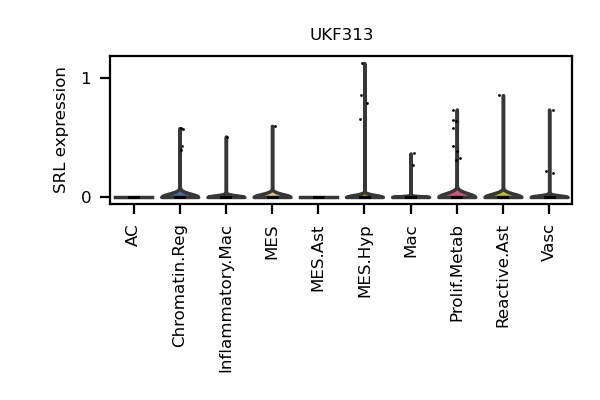 UKF313
SRL expression
1
0
AC
Chromatin.Reg
Inflammatory.Mac
MES
MES.Ast
MES.Hyp
Mac
Prolif.Metab
Reactive.Ast
Vasc